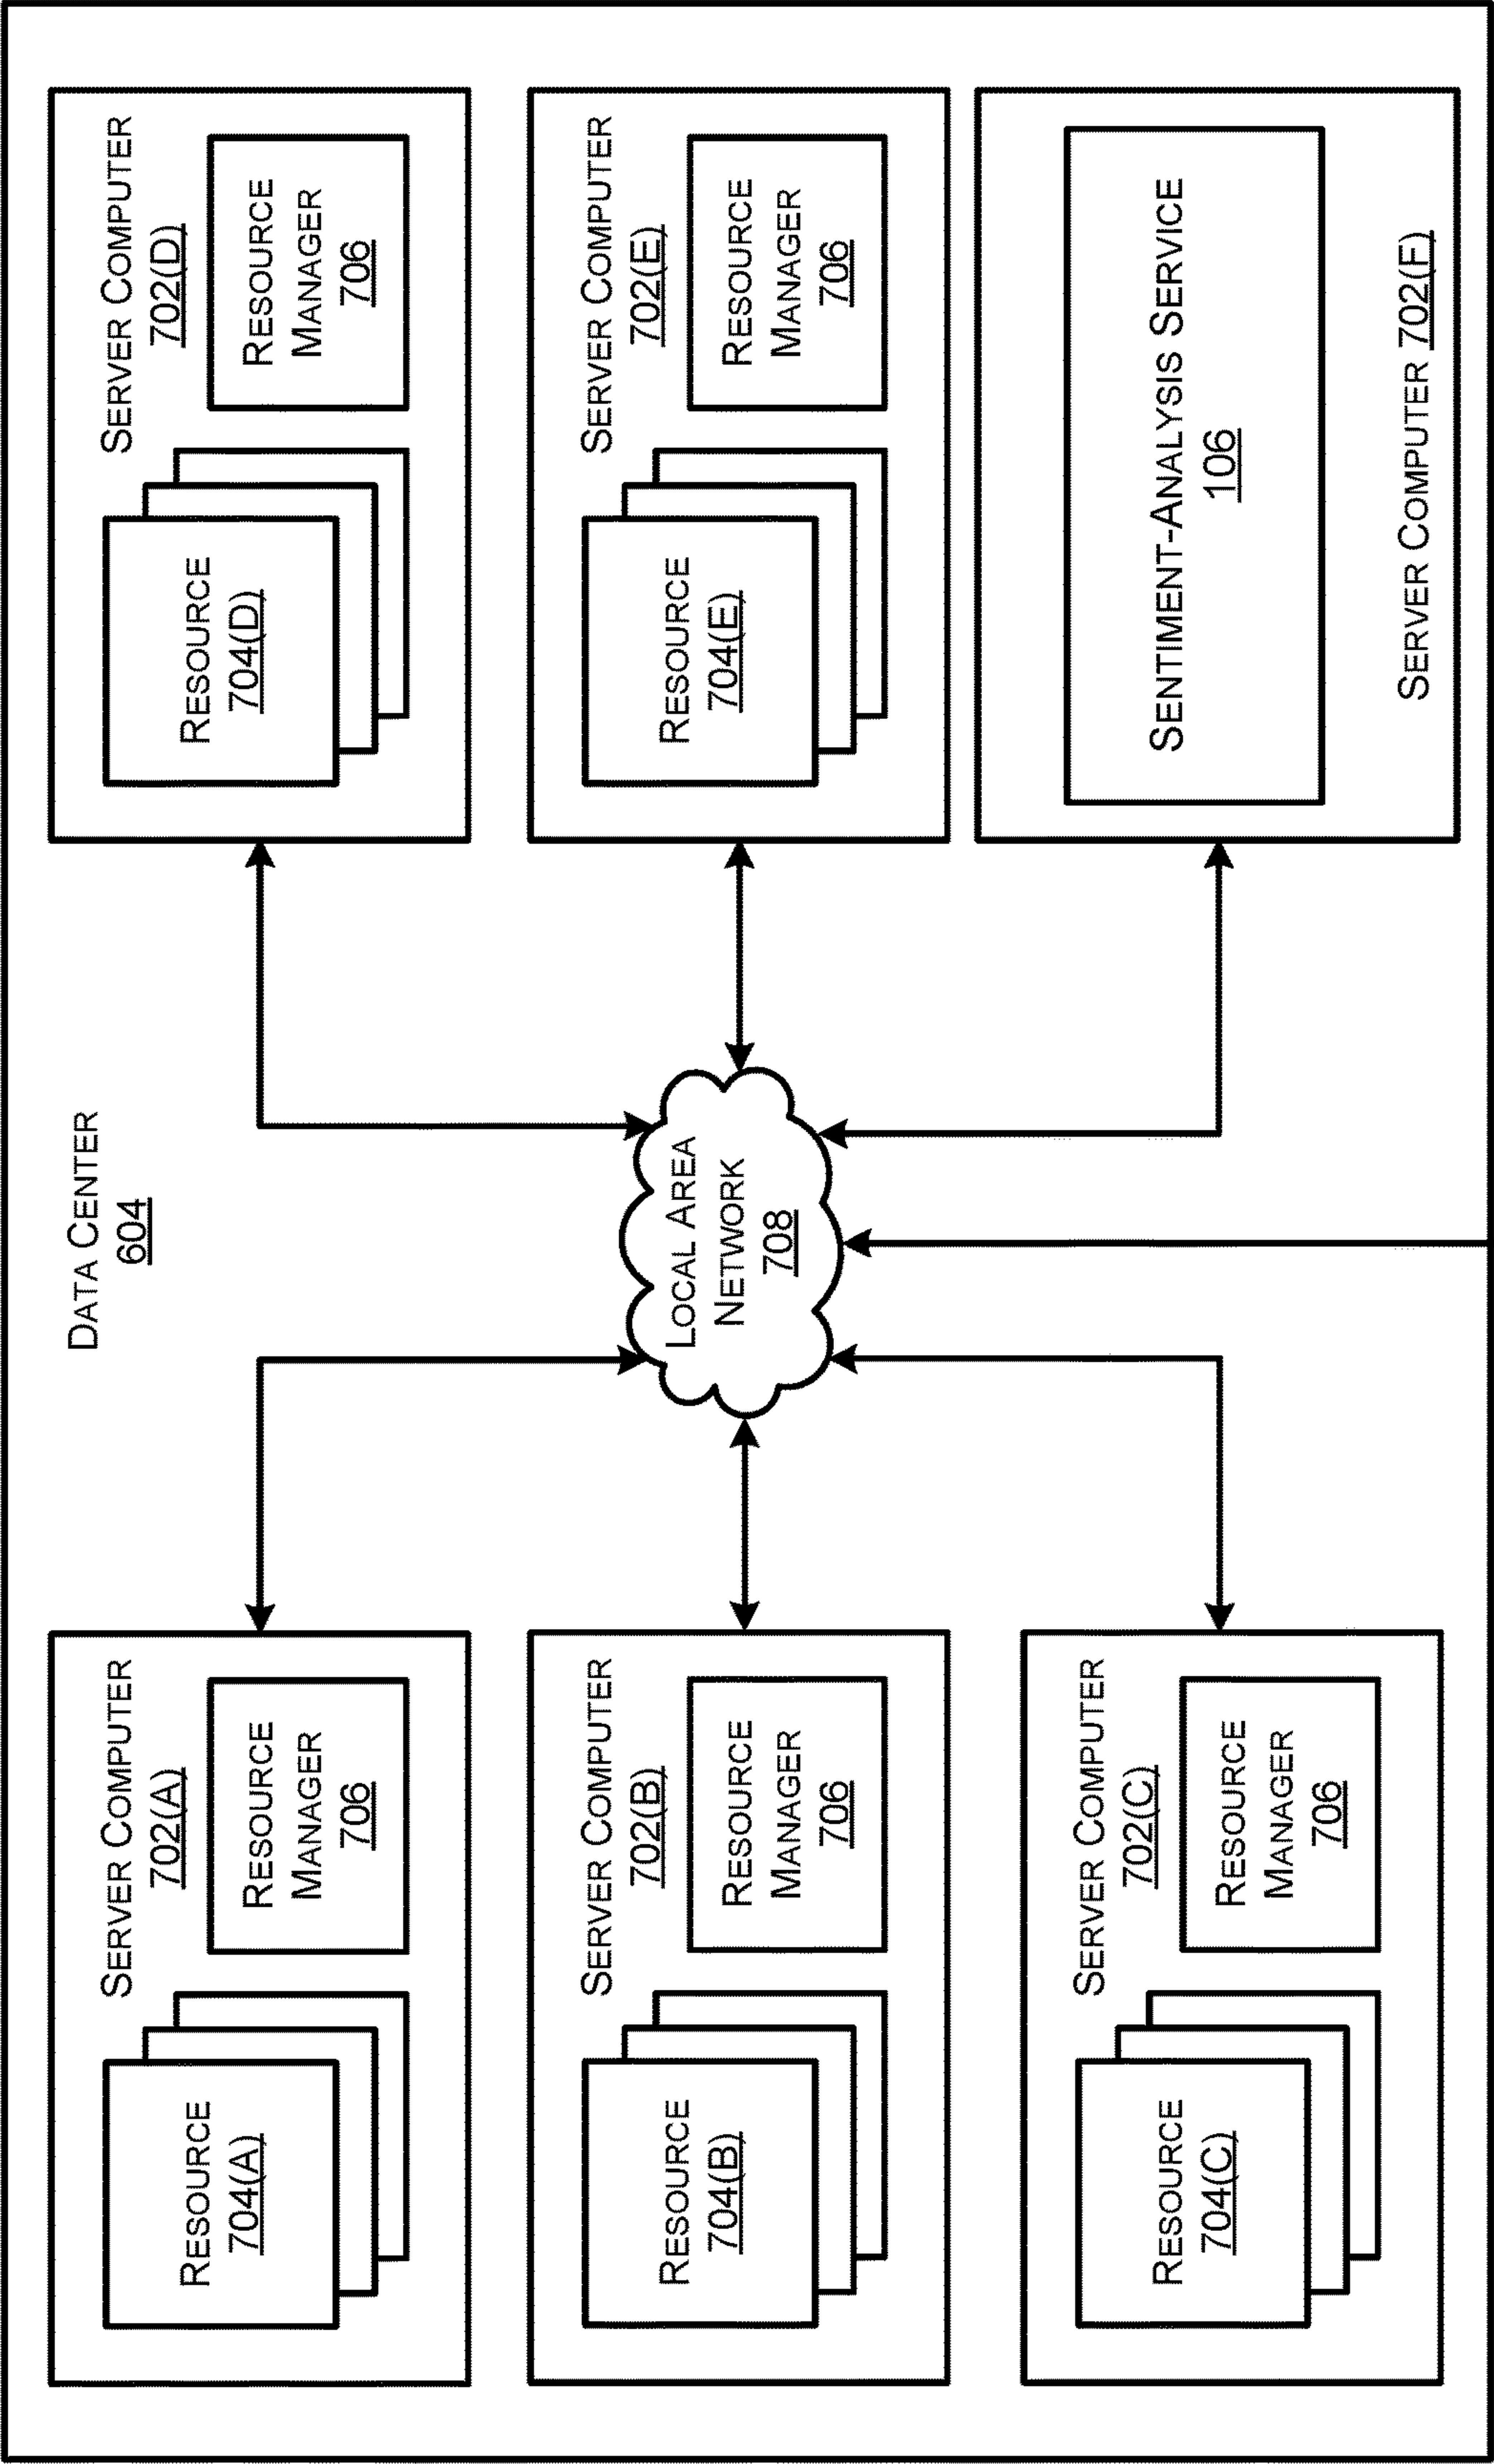 DATA CENTER
604
SERVER COMPUTER
702(A)
RESOURCE
704(A)
RESOURCE
MANAGER
706
SERVER COMPUTER
702(B)
RESOURCE
704(B)
RESOURCE
MANAGER
706
SERVER COMPUTER
702(C)
RESOURCE
704(C)
RESOURCE
MANAGER
706
LOCAL AREA
NETWORK
708
SERVER COMPUTER
702(D)
RESOURCE
704(D)
RESOURCE
MANAGER
706
SERVER COMPUTER
702(E)
RESOURCE
704(E)
RESOURCE
MANAGER
706
SENTIMENT-ANALYSIS SERVICE
106
SERVER COMPUTER 702(F)